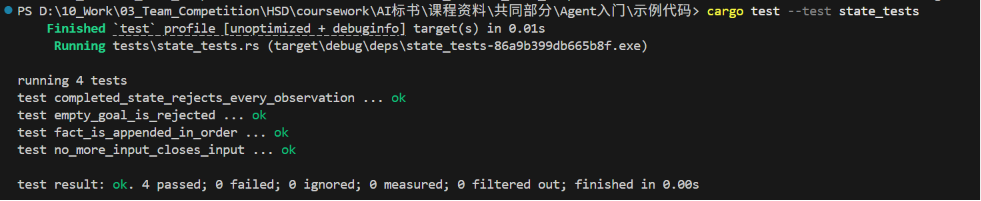 PS D:\10_Work\03_Team_Competition\HSD\coursework\AI标书\课程资料\共同部分\Agent入门\示例代码> cargo test --test state_tests
    Finished `test` profile [unoptimized + debuginfo] target(s) in 0.01s
     Running tests\state_tests.rs (target\debug\deps\state_tests-86a9b399db665b8f.exe)
running 4 tests
test completed_state_rejects_every_observation ... ok
test empty_goal_is_rejected ... ok
test fact_is_appended_in_order ... ok
test no_more_input_closes_input ... ok
test result: ok. 4 passed; 0 failed; 0 ignored; 0 measured; 0 filtered out; finished in 0.00s